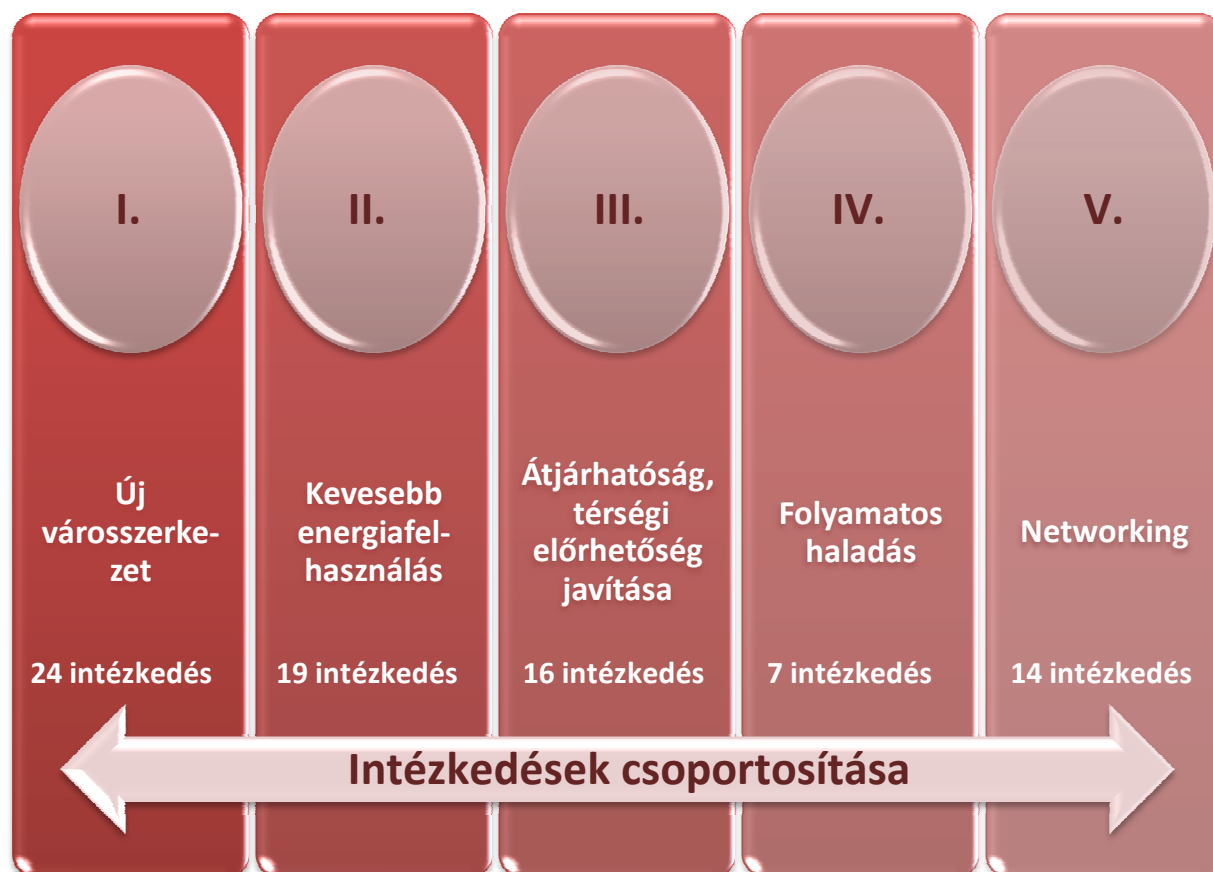 I.
II.
III.
IV.
V.
Új
városszerke-
zet
Kevesebb
energiafel-
használás
Átjárhatóság,
térségi
előrhetőség
javítása
Folyamatos
haladás
Networking
24 intézkedés
19 intézkedés
16 intézkedés
7 intézkedés
14 intézkedés
Intézkedések csoportosítása